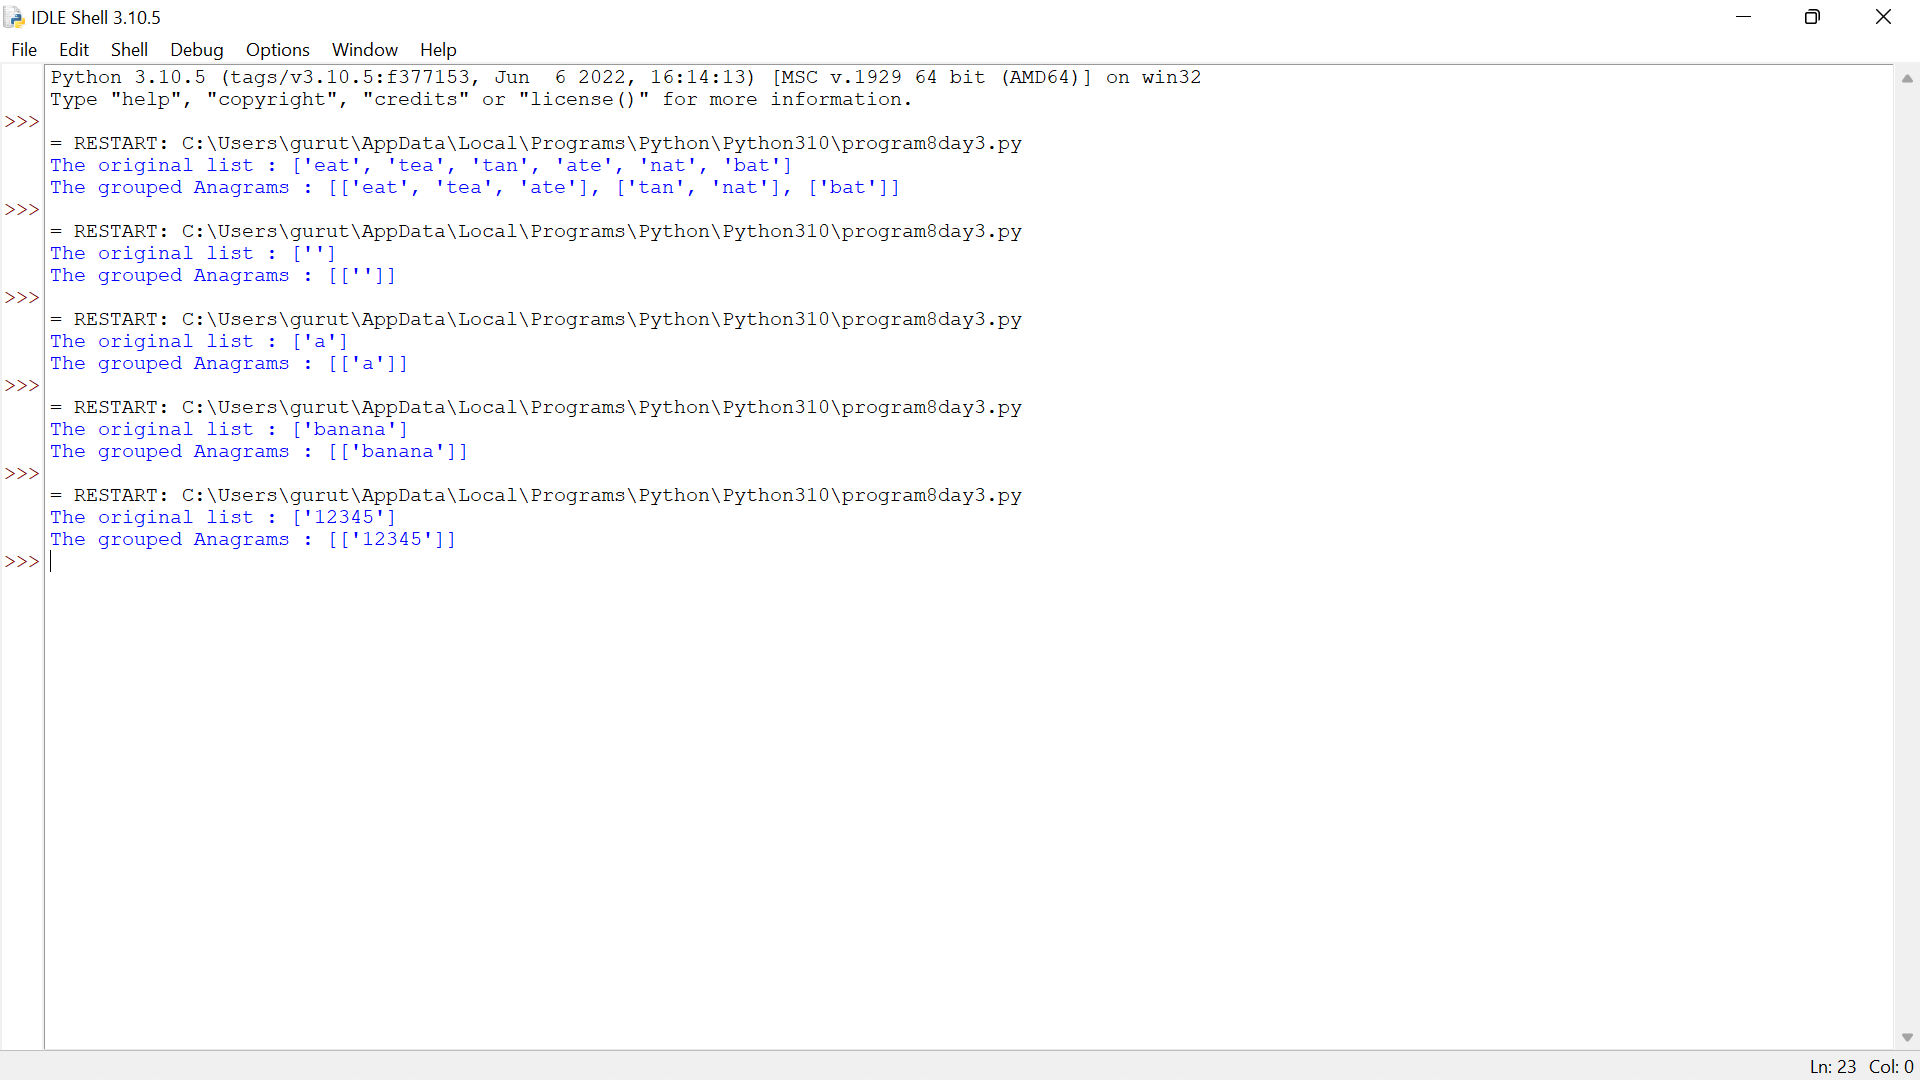 IDLE Shell 3.10.5
File Edit Shell Debug Options Window Help
Python 3.10.5 (tags/v3.10.5:f377153, Jun  6 2022, 16:14:13) [MSC v.1929 64 bit (AMD64)] on win32
Type "help", "copyright", "credits" or "license()" for more information.
>>>
= RESTART: C:\Users\gurut\AppData\Local\Programs\Python\Python310\program8day3.py
The original list : ['eat', 'tea', 'tan', 'ate', 'nat', 'bat']
The grouped Anagrams : [['eat', 'tea', 'ate'], ['tan', 'nat'], ['bat']]
>>>
= RESTART: C:\Users\gurut\AppData\Local\Programs\Python\Python310\program8day3.py
The original list : ['']
The grouped Anagrams : [['']]
>>>
= RESTART: C:\Users\gurut\AppData\Local\Programs\Python\Python310\program8day3.py
The original list : ['a']
The grouped Anagrams : [['a']]
>>>
= RESTART: C:\Users\gurut\AppData\Local\Programs\Python\Python310\program8day3.py
The original list : ['banana']
The grouped Anagrams : [['banana']]
>>>
= RESTART: C:\Users\gurut\AppData\Local\Programs\Python\Python310\program8day3.py
The original list : ['12345']
The grouped Anagrams : [['12345']]
>>>
Ln: 23 Col: 0